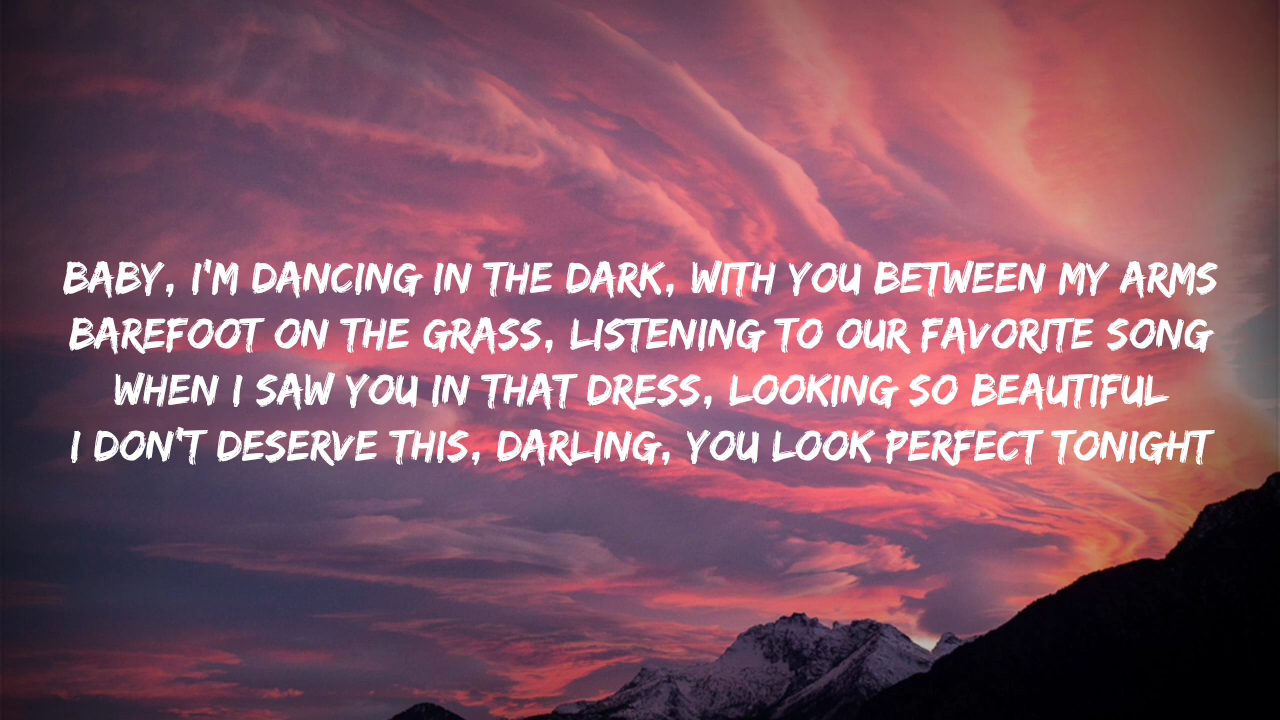 BABY, I'M DANCING IN THE DARK, WITH YOU BETWEEN MY ARMS
BAREFOOT ON THE GRASS, LISTENING TO OUR FAVORITE SONG
WHEN I SAW YOU IN THAT DRESS, LOOKING SO BEAUTIFUL
I DON'T DESERVE THIS, DARLING, YOU LOOK PERFECT TONIGHT